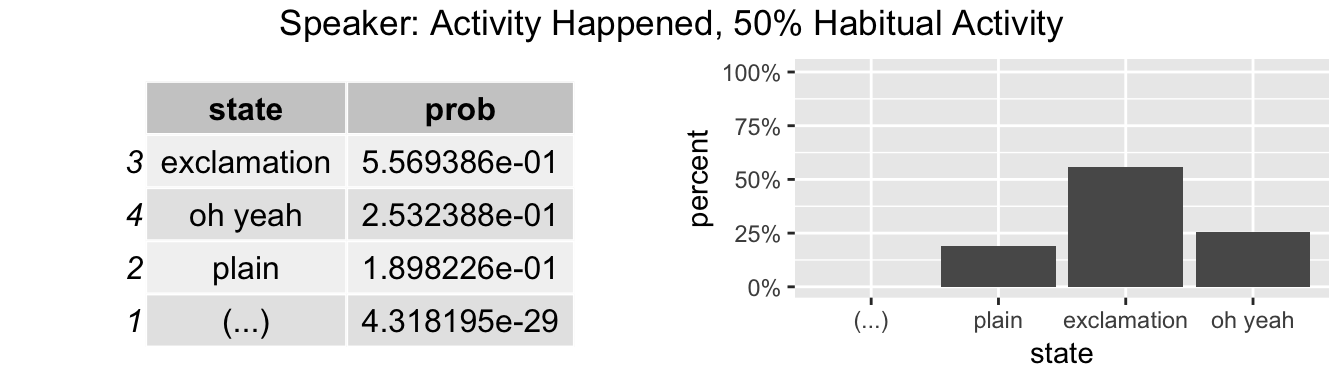 Speaker: Activity Happened, 50% Habitual Activity
state prob
3 exclamation 5.569386e-01
4 oh yeah 2.532388e-01
2 plain 1.898226e-01
1 (...) 4.318195e-29
percent
100%
75%
50%
25%
0%
(...) plain exclamation oh yeah
state